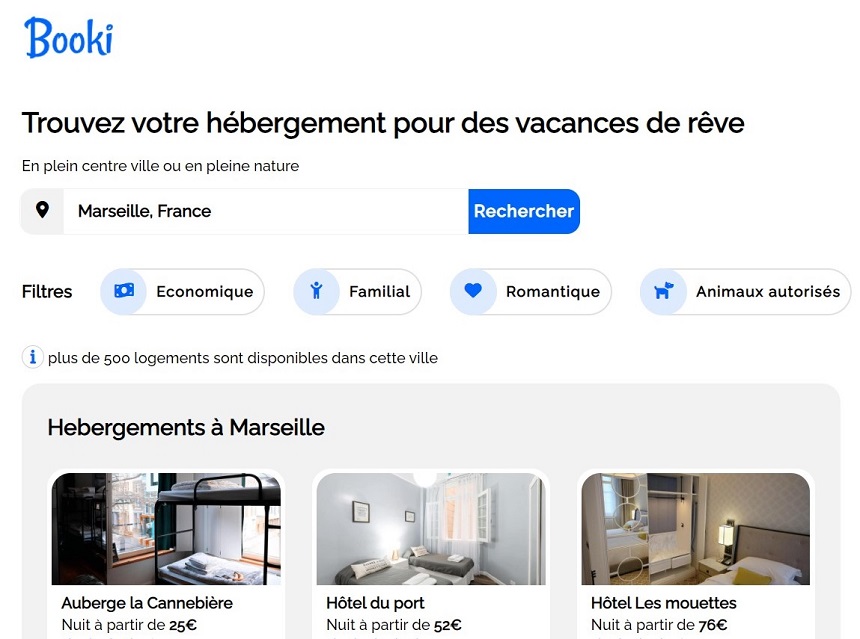 Booki
Trouvez votre hébergement pour des vacances de rêve
En plein centre ville ou en pleine nature
Marseille, France
Rechercher
Filtres Economique Familial Romantique Animaux autorisés
i plus de 500 logements sont disponibles dans cette ville
Hebergements à Marseille
Auberge la Cannebière Hôtel du port Hôtel Les mouettes
Nuit à partir de 25€ Nuit à partir de 52€ Nuit à partir de 76€